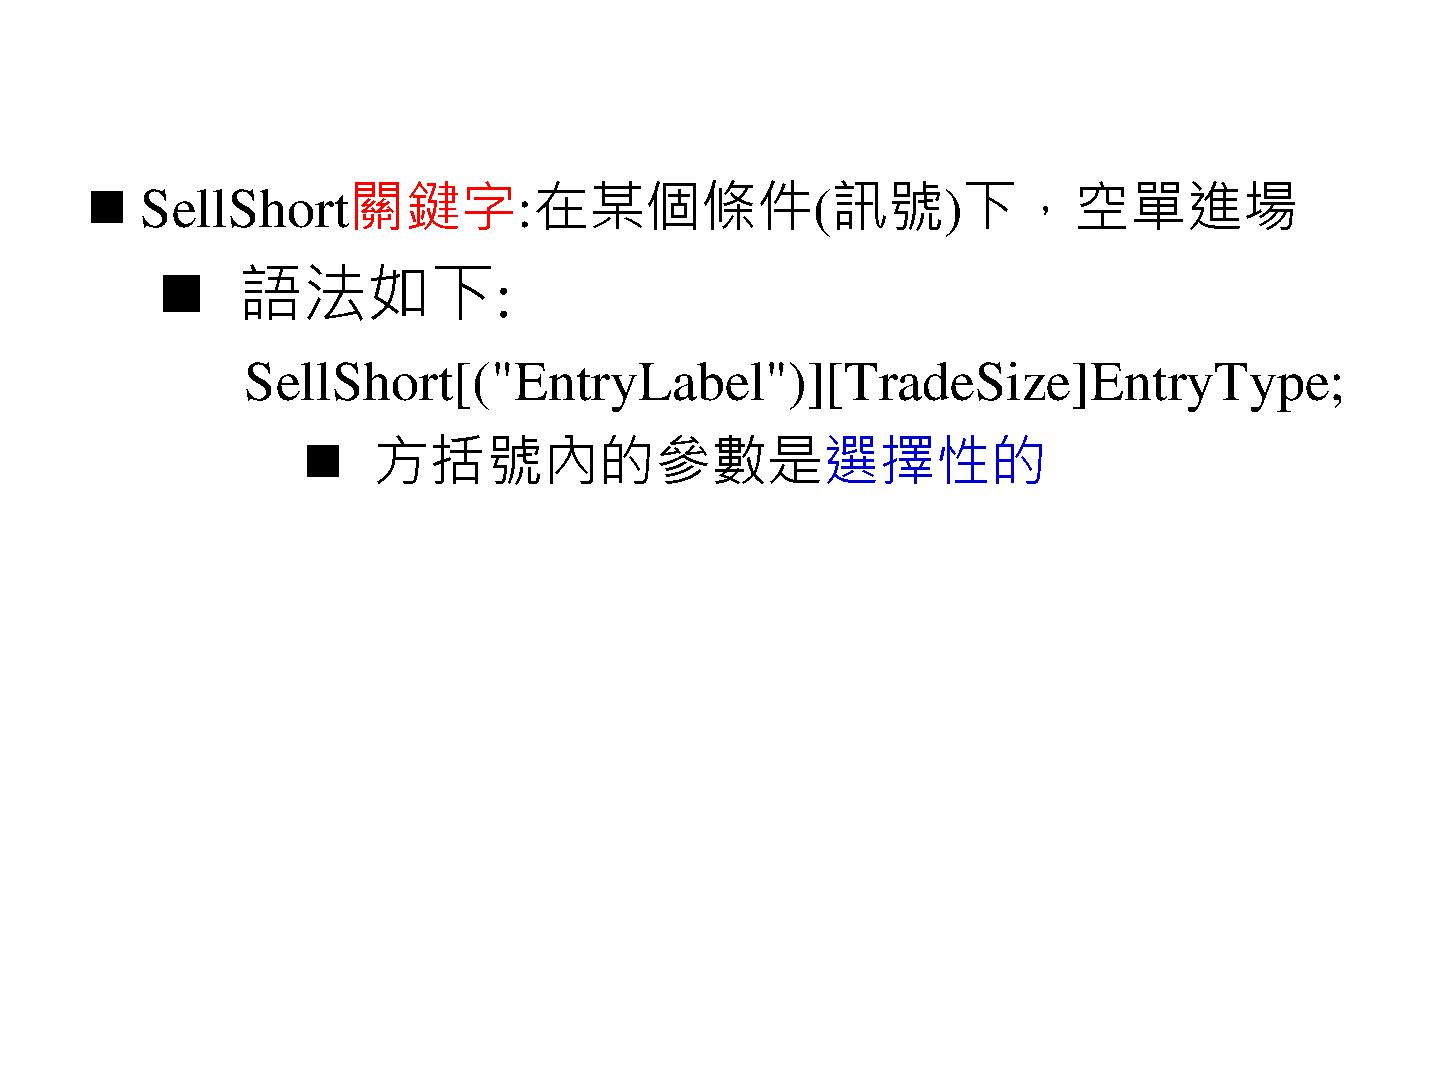 ■ SellShort關鍵字:在某個條件(訊號)下，空單進場
■ 語法如下:
SellShort[("EntryLabel")][TradeSize]EntryType;
■ 方括號內的參數是選擇性的